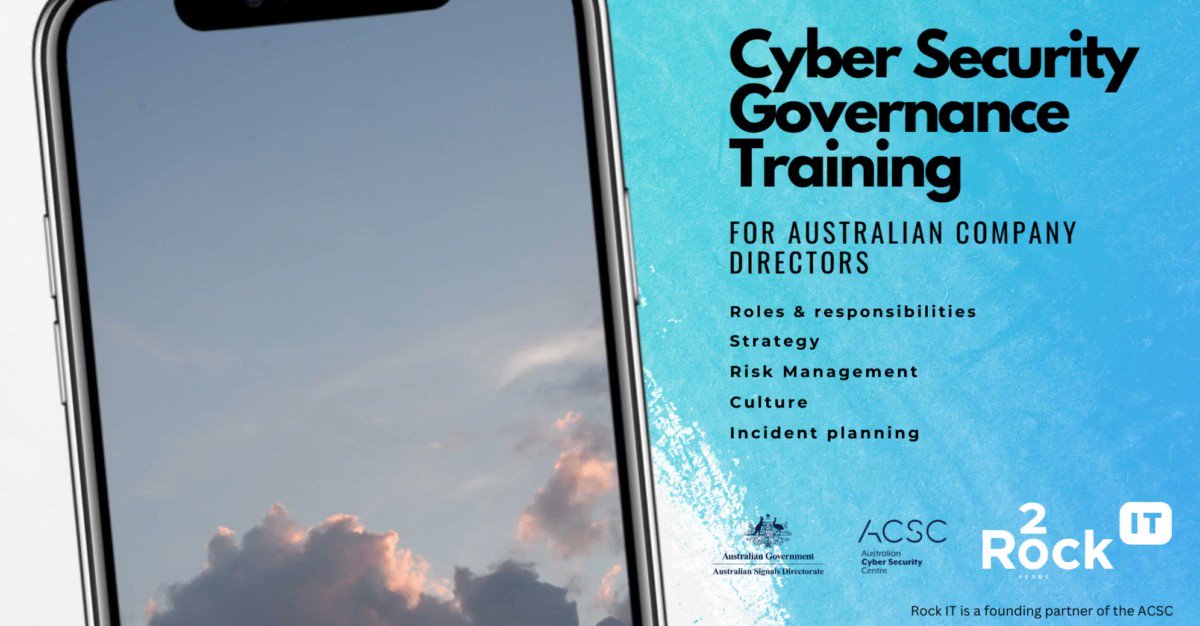 Cyber Security
Governance
Training
FOR AUSTRALIAN COMPANY
DIRECTORS
Roles & responsibilities
Strategy
Risk Management
Culture
Incident planning
Australian Government
Australian Signals Directorate
ACSC
Australian
Cyber Security
Centre
2
Rock IT
YEARS
Rock IT is a founding partner of the ACSC